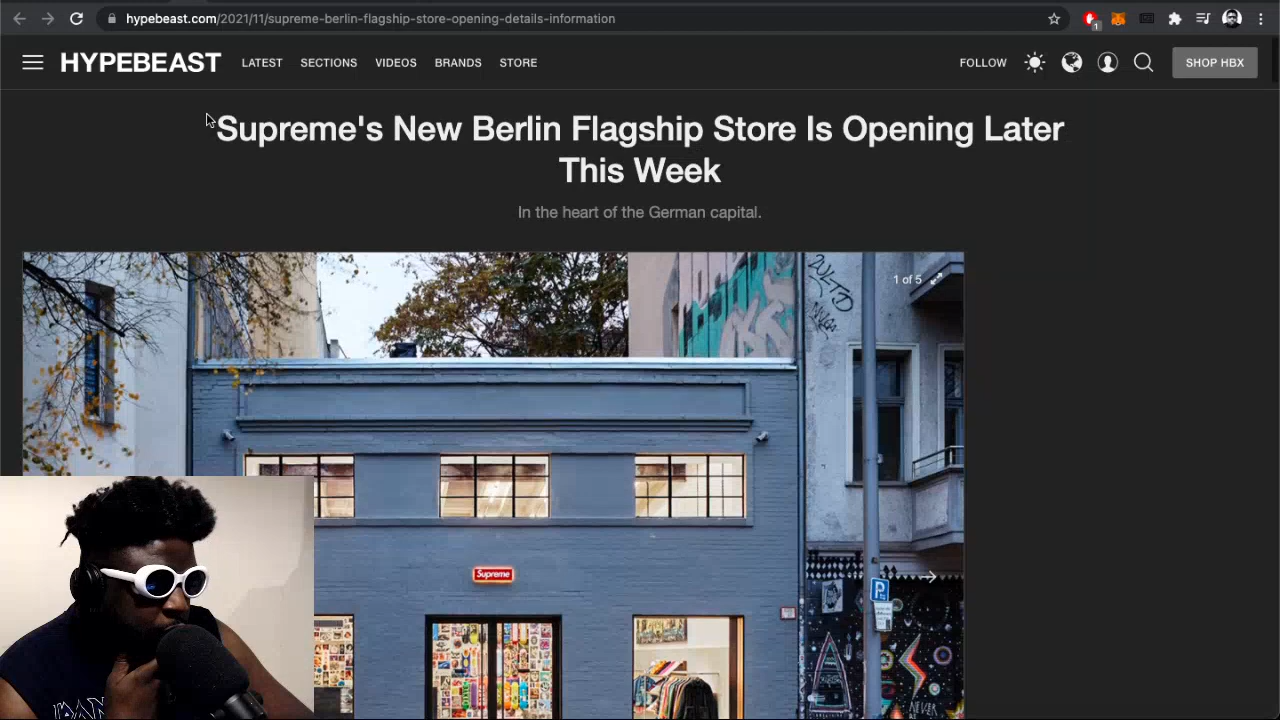 hypebeast.com/2021/11/supreme-berlin-flagship-store-opening-details-information
1
HYPEBEAST LATEST SECTIONS VIDEOS BRANDS STORE FOLLOW SHOP HBX
Supreme's New Berlin Flagship Store Is Opening Later
This Week
In the heart of the German capital.
1 of 5
Supreme
P
NEVER